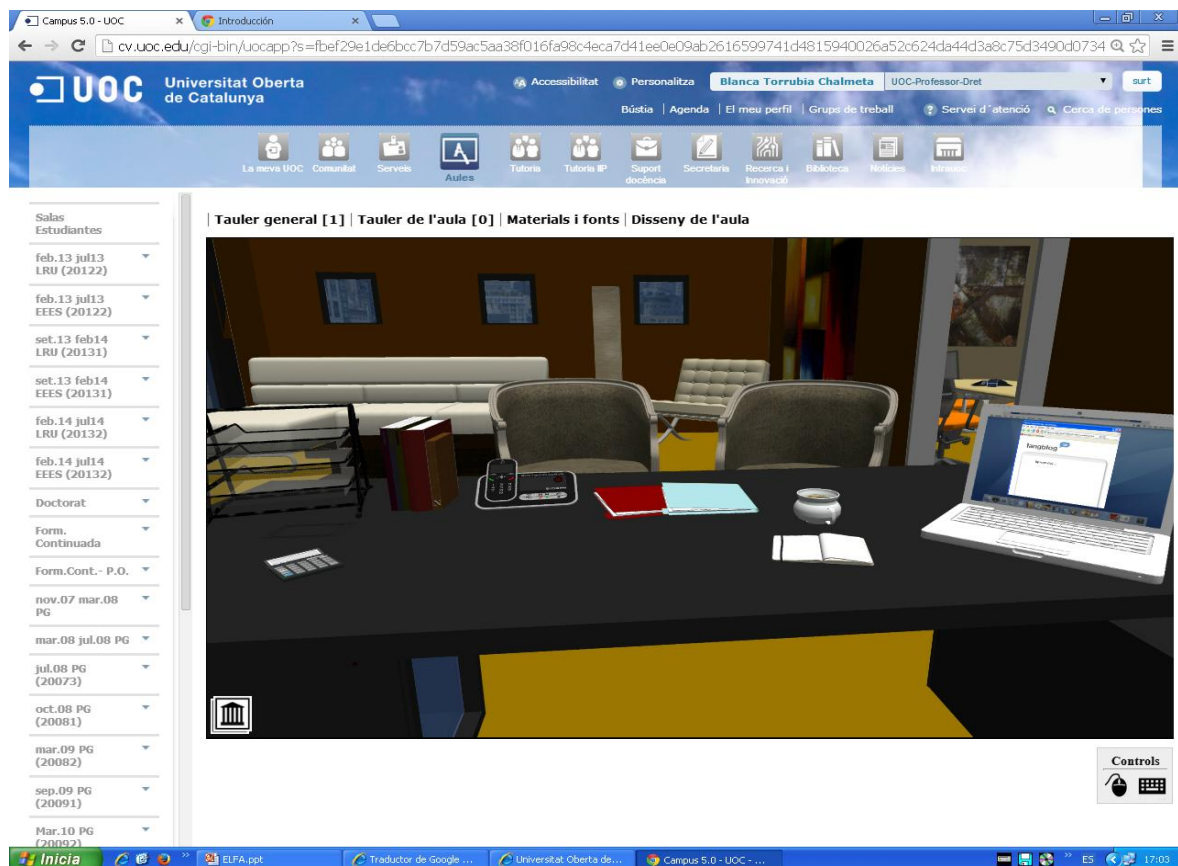 Campus 5.0 - UOC
Introducción
cv.uoc.edu/cgi-bin/uocapp?s=fbef29e1de6bcc7b7d59ac5aa38f016fa98c4eca7d41ee0e09ab2616599741d4815940026a52c624da44d3a8c75d3490d0734
UOC Universitat Oberta
de Catalunya
Accessibilitat Personalitza Blanca Torrubia Chalmeta UOC-Professor-Dret surt
Bústia | Agenda | El meu perfil | Grups de treball ? Servei d´atenció Cerca de persones
La meva UOC Comunitat Serveis Aules Tutoria Tutoria IIP Suport docència Secretaria Recerca i Innovació Biblioteca Notícies Intrauoc
Salas
Estudiantes
feb.13 jul13
LRU (20122)
feb.13 jul13
EEES (20122)
set.13 feb14
LRU (20131)
set.13 feb14
EEES (20131)
feb.14 jul14
LRU (20132)
feb.14 jul14
EEES (20132)
Doctorat
Form.
Continuada
Form.Cont.- P.O.
nov.07 mar.08
PG
mar.08 jul.08 PG
jul.08 PG
(20073)
oct.08 PG
(20081)
mar.09 PG
(20082)
sep.09 PG
(20091)
Mar.10 PG
(20092)
| Tauler general [1] | Tauler de l'aula [0] | Materials i fonts | Disseny de l'aula
langblog
Controls
Inicia
ELFA.ppt
Traductor de Google ...
Universitat Oberta de...
Campus 5.0 - UOC - ...
ES
17:03